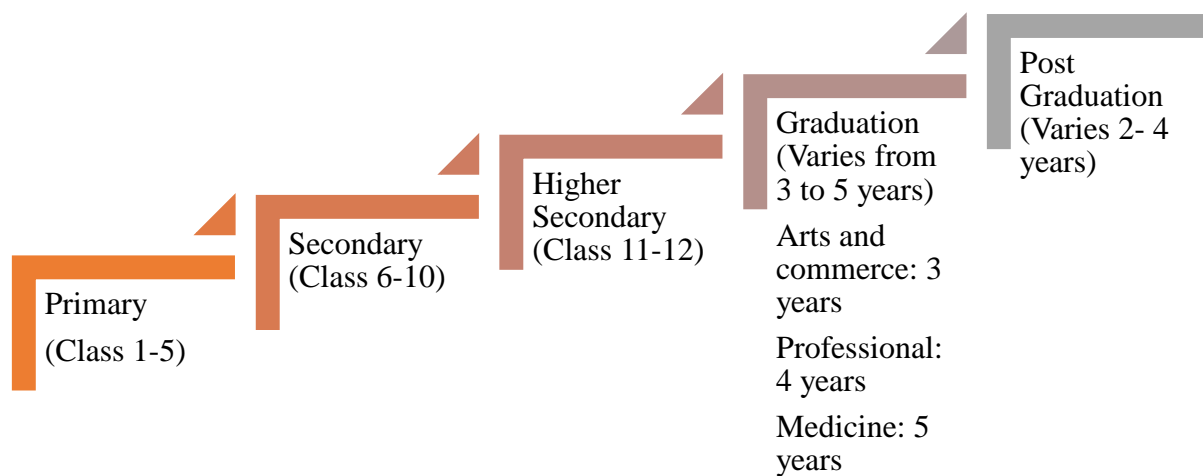 Primary
(Class 1-5)
Secondary
(Class 6-10)
Higher
Secondary
(Class 11-12)
Graduation
(Varies from
3 to 5 years)
Arts and
commerce: 3
years
Professional:
4 years
Medicine: 5
years
Post
Graduation
(Varies 2- 4
years)